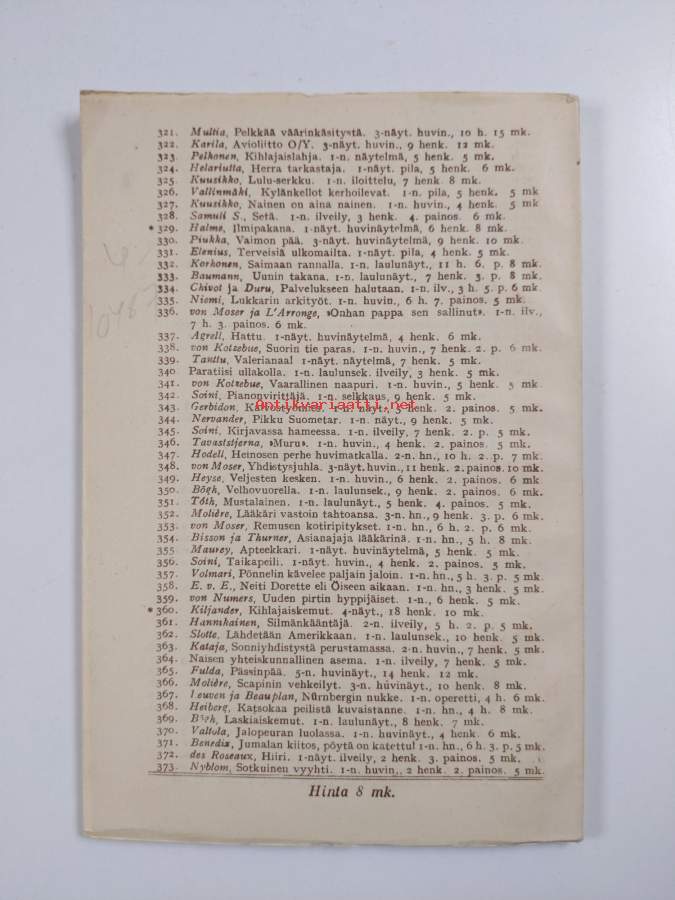 321. Multia, Pelkkää väärinkäsitystä. 3-näyt. huvin., 10 h. 15 mk.
322. Karila, Avioliitto O/Y. 3-näyt. huvin., 9 henk. 12 mk.
323. Pelkonen, Kihlajaislahja. 1-n. näytelmä, 5 henk. 5 mk.
324. Helariutta, Herra tarkastaja. 1-näyt. pila, 5 henk. 6 mk.
325. Kuusikko, Lulu-serkku. 1-n. iloittelu, 7 henk. 8 mk.
326. Vallinmäki, Kylänkellot kerhoilevat. 1-n. pila, 5 henk. 5 mk
327. Kuusikko, Nainen on aina nainen. 1-n. huvin., 4 henk. 5 mk
328. Samuli S., Setä. 1-n. ilveily, 3 henk. 4. painos. 6 mk.
* 329. Halme, Ilmipakana. 1-näyt. huvinäytelmä, 6 henk. 8 mk.
330. Piukka, Vaimon pää. 3-näyt. huvinäytelmä, 9 henk. 10 mk.
331. Elenius, Terveisiä ulkomailta. 1-näyt. pila, 4 henk. 5 mk.
332. Korhonen, Saimaan rannalla. 1-n. laulunäyt., 11 h. 6. p. 8 mk.
333. Baumann, Uunin takana. 1-n. laulunäyt., 7 henk. 3. p. 8 mk.
334. Chivot ja Duru, Palvelukseen halutaan. 1-n. ilv., 3 h. 5. p. 6 mk
335. Niemi, Lukkarin arkityöt. 1-n. huvin., 6 h. 7. painos. 5 mk.
336. von Moser ja L'Arronge, »Onhan pappa sen sallinut». 1-n. ilv.,
7 h. 3. painos. 6 mk.
337. Agrell, Hattu. 1-näyt. huvinäytelmä, 4 henk. 6 mk.
338. von Kotzebue, Suorin tie paras. 1-n. huvin., 7 henk. 2. p. 6 mk.
339. Tanttu, Valerianaa! 1-näyt. näytelmä, 7 henk. 5 mk.
340 Paratiisi ullakolla. 1-n. laulunsek. ilveily, 3 henk. 5 mk.
341. von Kotzebue, Vaarallinen naapuri. 1-n. huvin., 5 henk. 5 mk.
342. Soini, Pianonvirittäjä. 1-n. selkkaus, 9 henk. 5 mk.
343. Gerbidon, 1-n. näyt., henk. 2. painos. 5 mk.
antikvariaatti.net
344. Nervander, Pikku Suometar. 1-n. näyt., 9 henk. 5 mk.
345. Soini, Kirjavassa hameessa. 1-n. ilveily, 7 henk. 2. p. 5 mk.
346. Tavaststjerna, »Muru». 1-n. huvin., 4 henk. 2. painos. 5 mk.
347. Hodell, Heinosen perhe huvimatkalla. 2-n. hn., 10 h. 2. p. 7 mk.
348. von Moser, Yhdistysjuhla. 3-näyt. huvin., 11 henk. 2. painos. 10 mk.
349. Heyse, Veljesten kesken. 1-n. huvin., 6 henk. 2. painos. 6 mk
350. Bögh, Velhovuorella. 1-n. laulunsek., 9 henk. 2. painos. 6 mk.
351. Tóth, Mustalainen. 1-n. laulunäyt., 5 henk. 4. painos. 5 mk.
352. Molière, Lääkäri vastoin tahtoansa. 3-n. hn., 9 henk. 3. p. 6 mk.
353. von Moser, Remusen kotiripitykset. 1-n. hn., 6 h. 2. p. 6 mk.
354. Bisson ja Thurner, Asianajaja lääkärinä. 1-n. hn., 5 h. 8 mk.
355 Maurey, Apteekkari. 1-näyt. huvinäytelmä, 5 henk. 5 mk.
356. Soini, Taikapeili. 1-näyt. huvin., 4 henk. 2. painos. 5 mk.
357. Volmari, Pönnelin kävelee paljain jaloin. 1-n. hn., 5 h. 3. p. 5 mk.
358. E. v. E., Neiti Dorette eli Öiseen aikaan. 1-n. hn., 3 henk. 5 mk.
359. von Numers, Uuden pirtin hyppijäiset. 1-n., 6 henk. 5 mk.
* 360. Kiljander, Kihlajaiskemut. 4-näyt., 18 henk. 10 mk.
361. Hannikainen, Silmänkääntäjä. 2-n. ilveily, 5 h. 2. p. 5 mk.
362. Slotte, Lähdetään Amerikkaan. 1-n. laulunsek., 10 henk. 5 mk.
363. Kataja, Sonniyhdistystä perustamassa. 2-n. huvin., 7 henk. 5 mk.
364. Naisen yhteiskunnallinen asema. 1-n. ilveily, 7 henk. 5 mk.
365. Fulda, Pässinpää. 5-n. huvinäyt., 14 henk. 12 mk.
366. Molière, Scapinin vehkeilyt. 3-n. huvinäyt., 10 henk. 8 mk.
367. Leuven ja Beauplan, Nürnbergin nukke. 1-n. operetti, 4 h. 6 mk.
368. Heiberg, Katsokaa peilistä kuvaistanne. 1-n. hn., 4 h. 8 mk.
369. Bögh, Laskiaiskemut. 1-n. laulunäyt., 8 henk. 7 mk.
370. Valtola, Jalopeuran luolassa. 1-n. huvinäyt., 4 henk. 6 mk.
371. Benedix, Jumalan kiitos, pöytä on katettu! 1-n. hn., 6 h. 3. p. 5 mk.
372. des Roseaux, Hiiri. 1-näyt. ilveily, 2 henk. 3. painos. 5 mk.
373. Nyblom, Sotkuinen vyyhti. 1-n. huvin., 2 henk. 2. painos. 5 mk.
Hinta 8 mk.